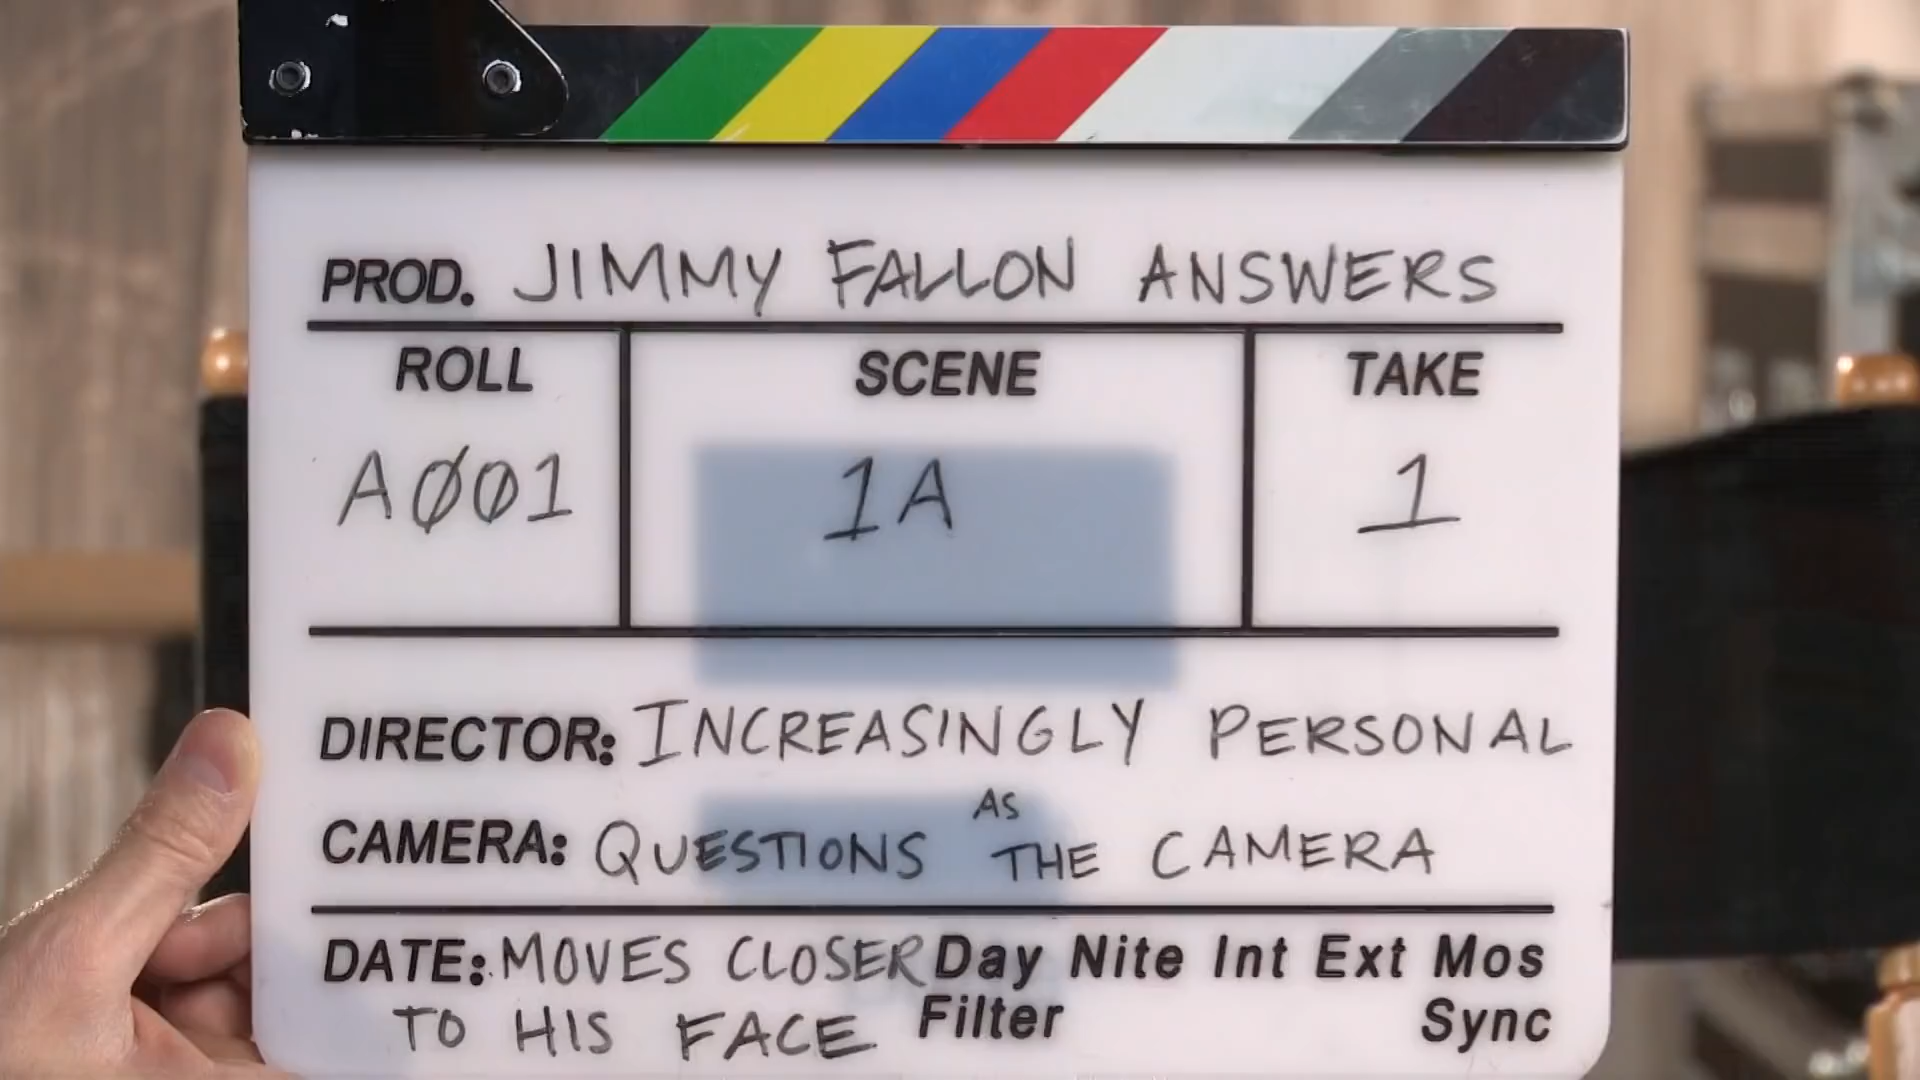 PROD. JIMMY FALLON ANSWERS
ROLL SCENE TAKE
AØØ1 1A 1
DIRECTOR: INCREASINGLY PERSONAL
AS
CAMERA: QUESTIONS THE CAMERA
DATE: MOVES CLOSER Day Nite Int Ext Mos
TO HIS FACE Filter Sync